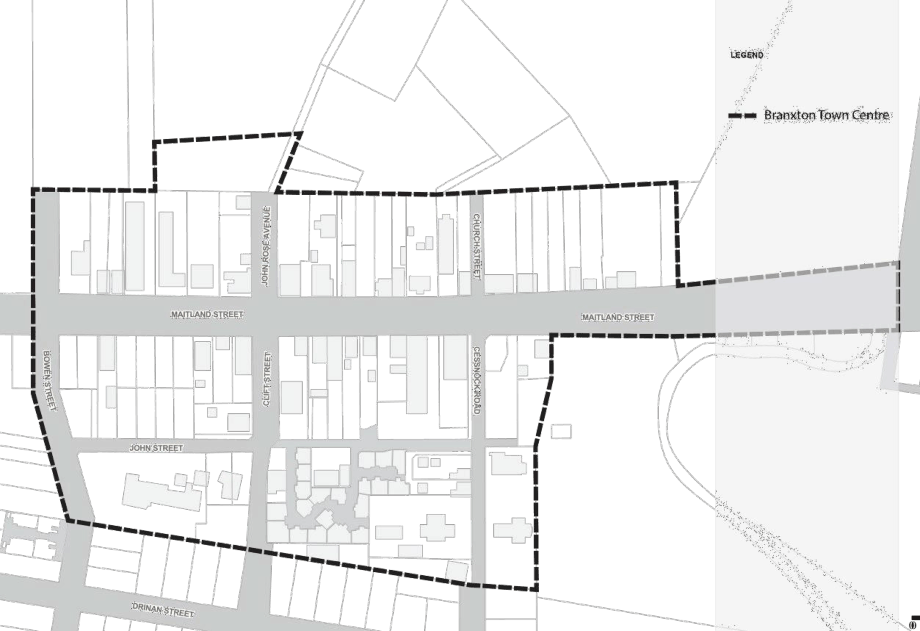 LEGEND
Branxton Town Centre
JOHN ROSE AVENUE
CHURCH STREET
MAITLAND STREET
MAITLAND STREET
BOWEN STREET
CLIFT STREET
CESSNOCK ROAD
JOHN STREET
DRINAN STREET